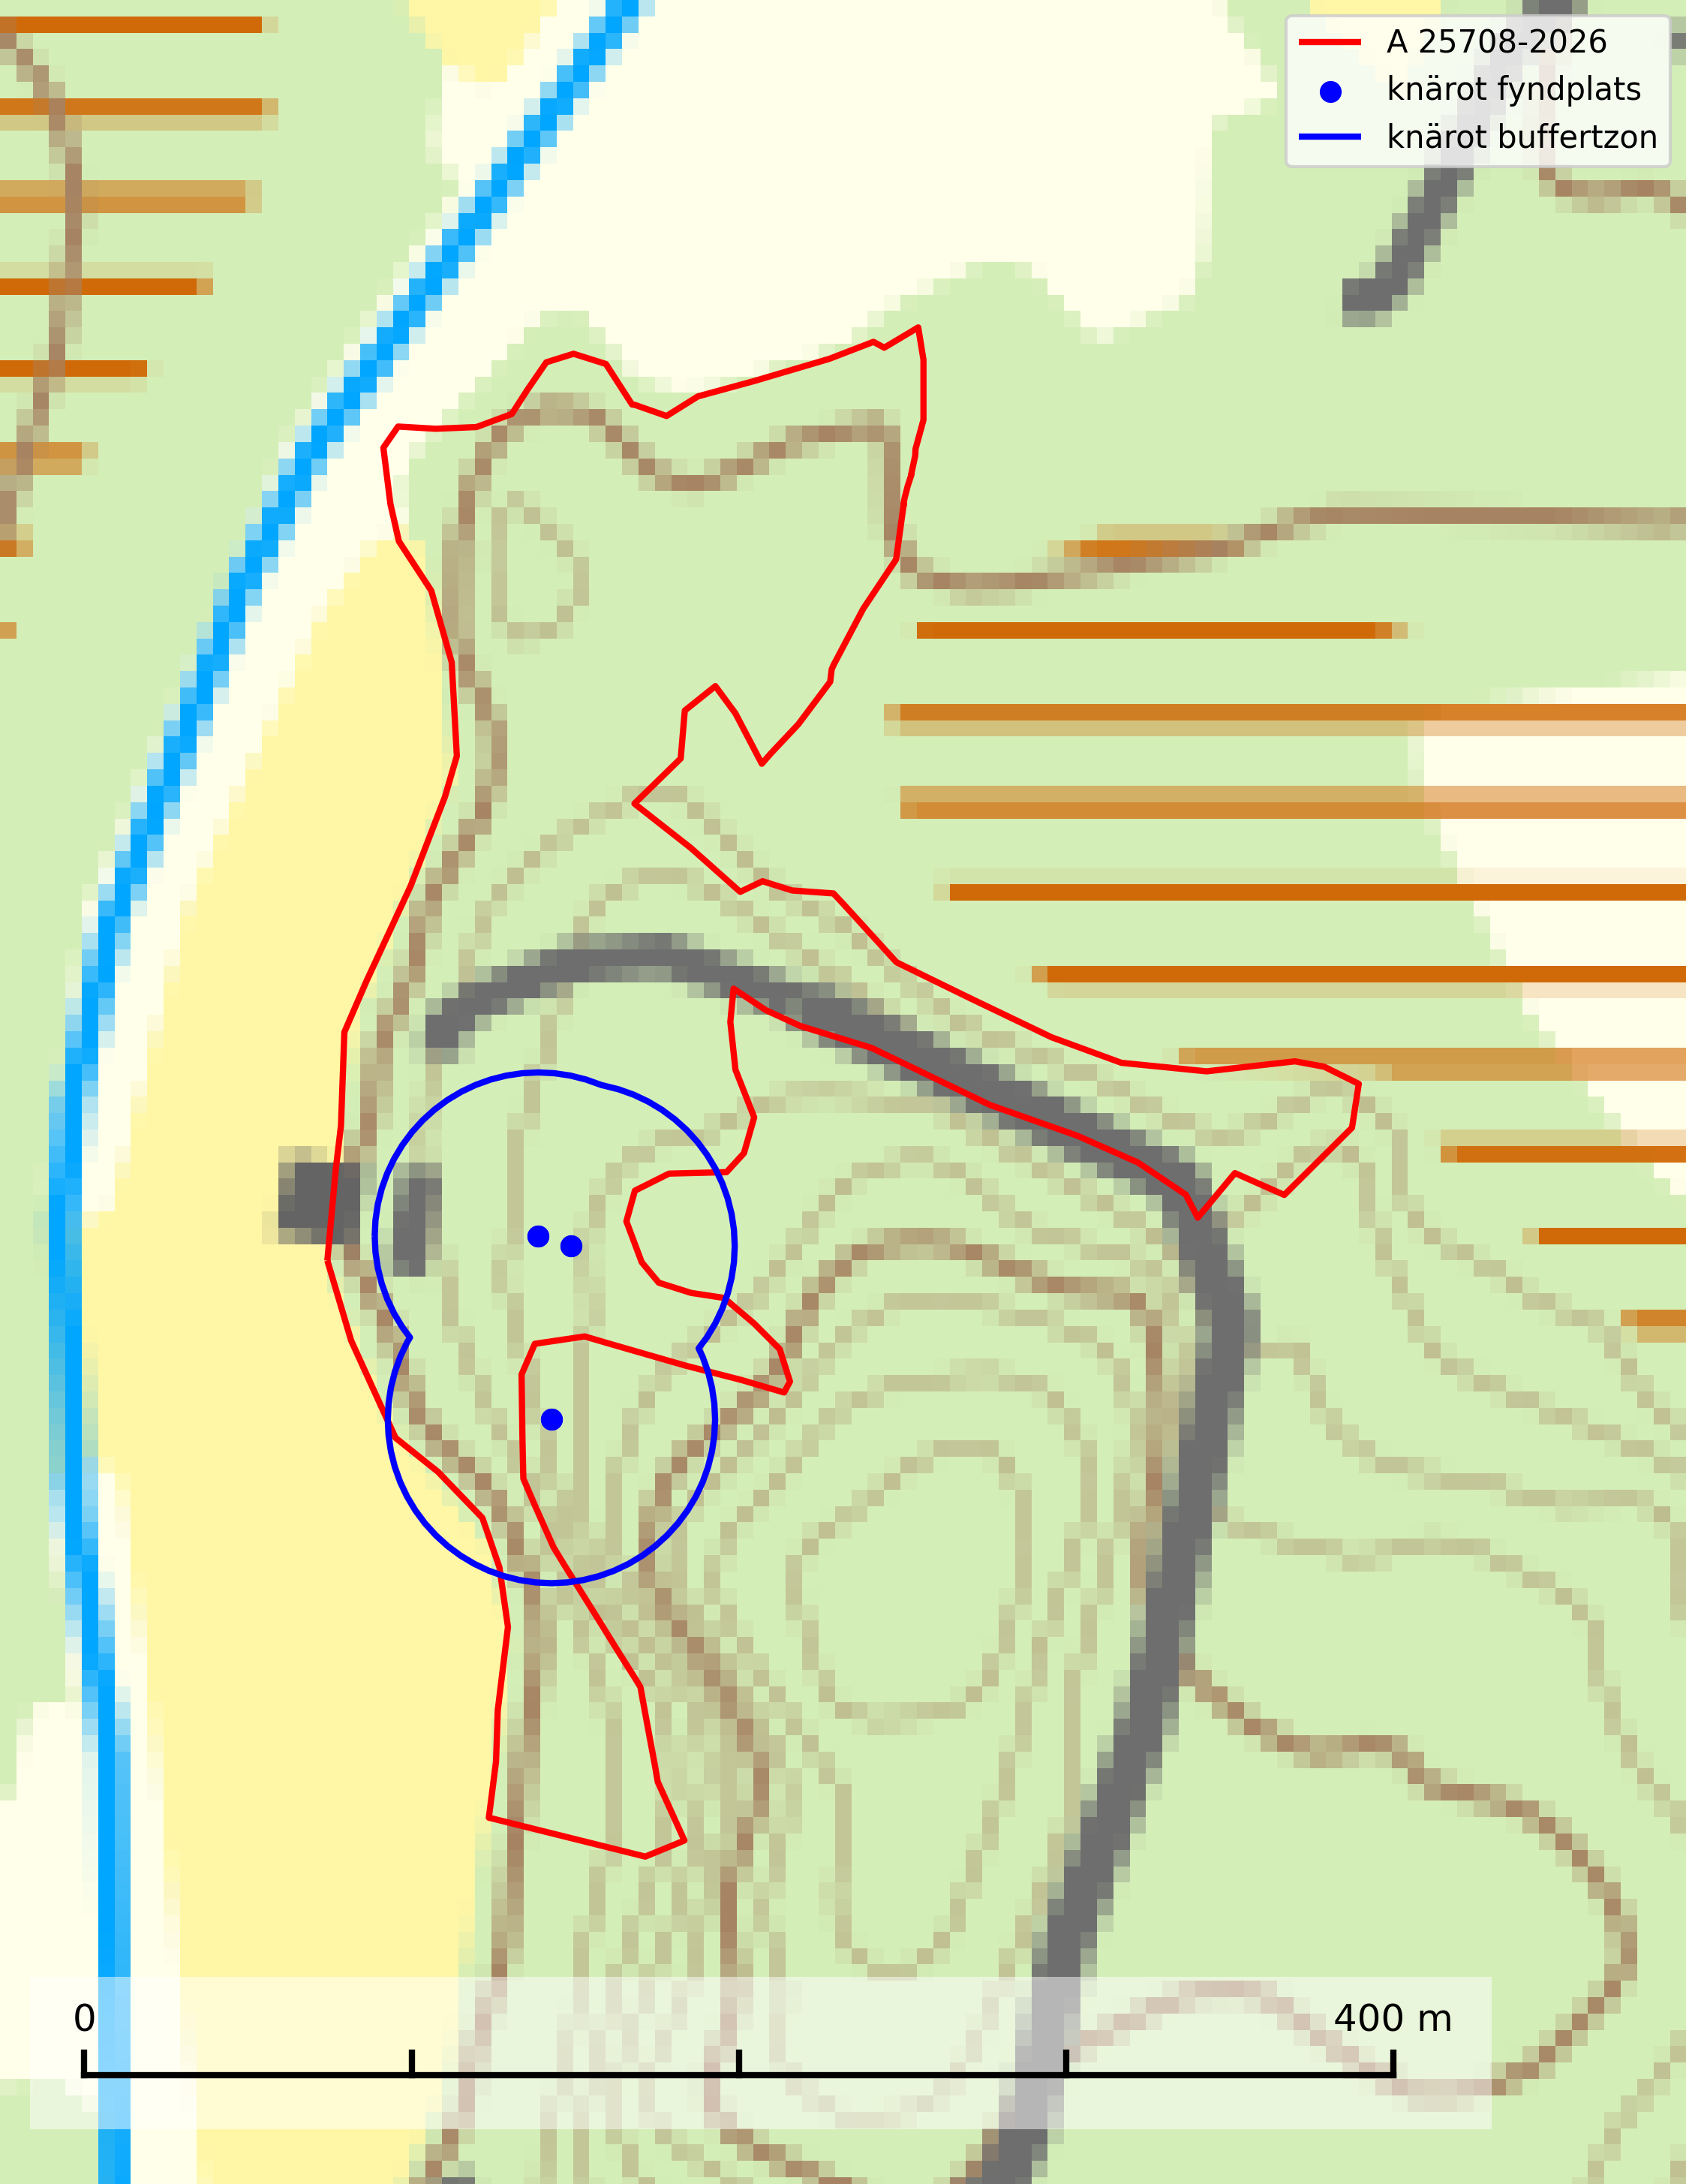 A 25708-2026
knärot fyndplats
knärot buffertzon
0
400 m